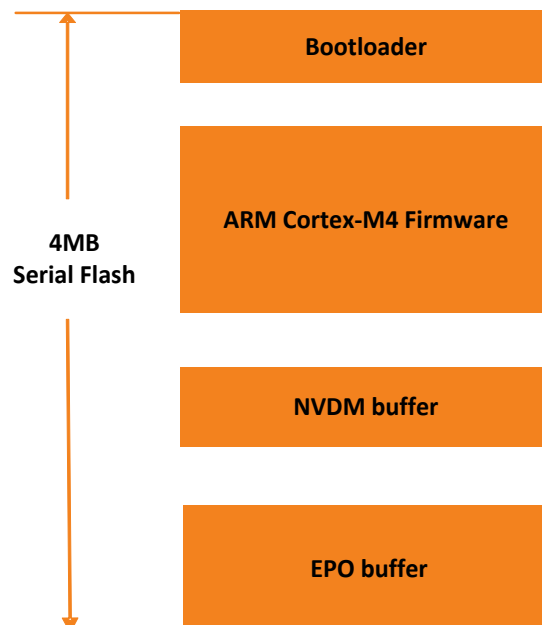 Bootloader
ARM Cortex-M4 Firmware
4MB
Serial Flash
NVDM buffer
EPO buffer